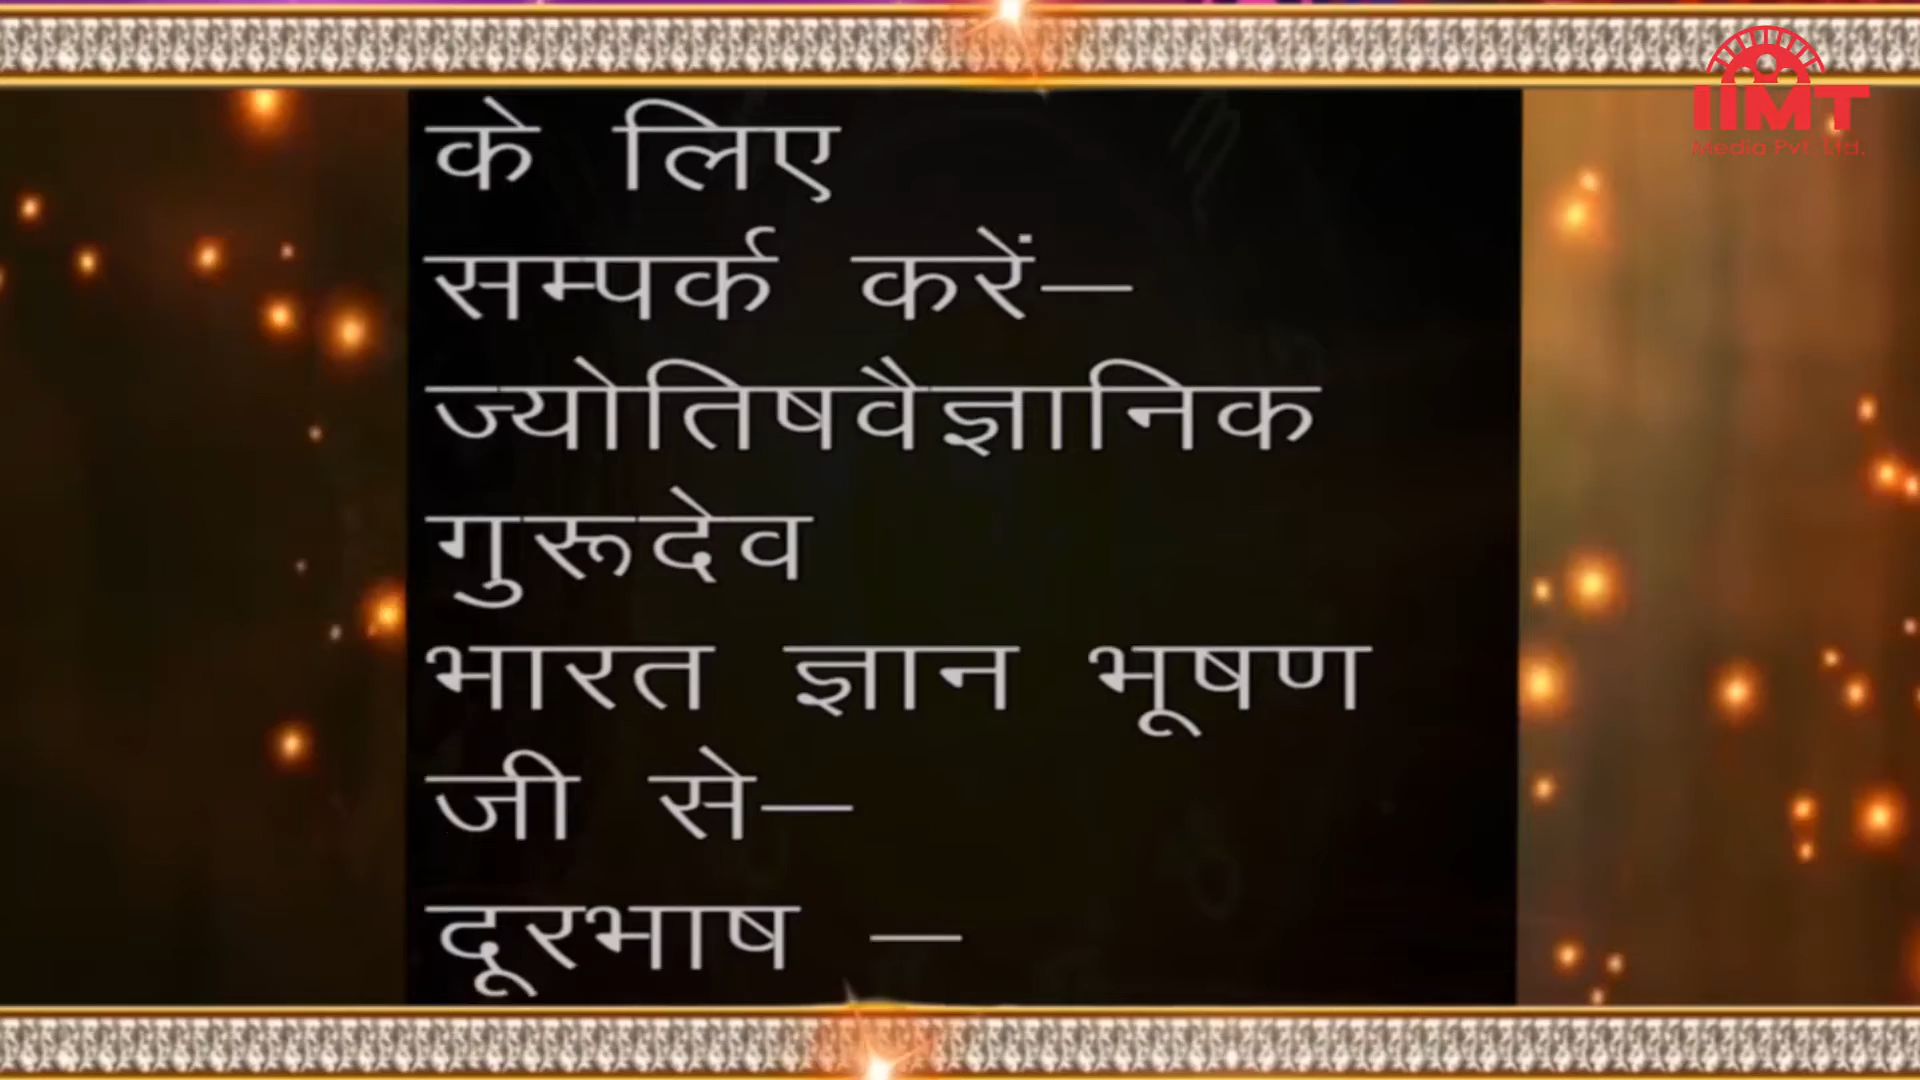 IIMT
Media Pvt. Ltd.
के लिए
सम्पर्क करें—
ज्योतिषवैज्ञानिक
गुरूदेव
भारत ज्ञान भूषण
जी से—
दूरभाष —